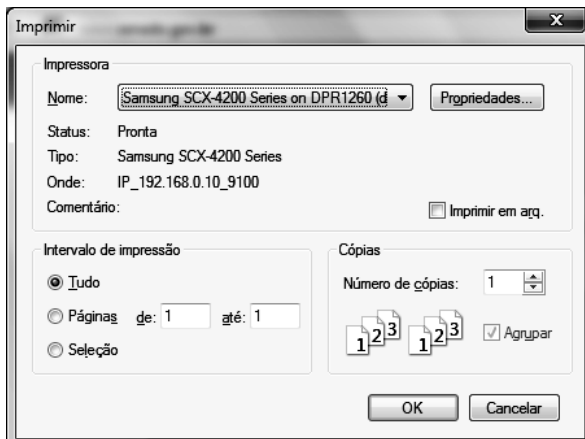 Imprimir
X
Impressora
Nome: Samsung SCX-4200 Series on DPR1260 (d Propriedades...
Status: Pronta
Tipo: Samsung SCX-4200 Series
Onde: IP_192.168.0.10_9100
Comentário: Imprimir em arq.
Intervalo de impressão
Tudo
Páginas de: 1 até: 1
Seleção
Cópias
Número de cópias: 1
1 2 3 1 2 3 Agrupar
OK Cancelar